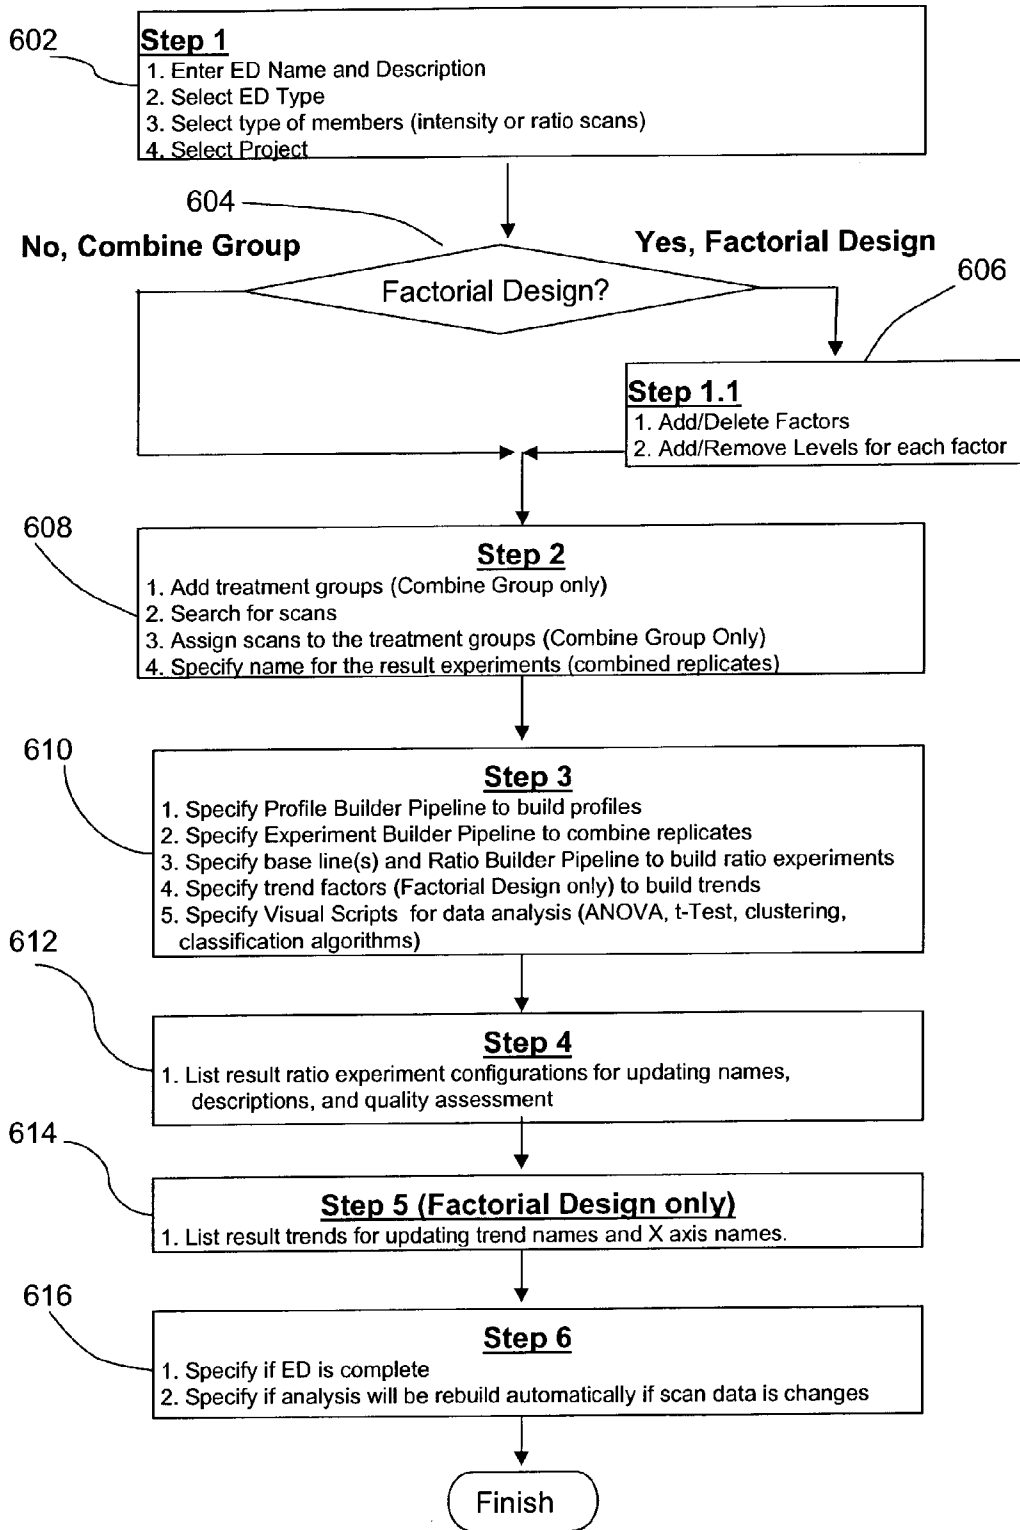 602
Step 1
1. Enter ED Name and Description
2. Select ED Type
3. Select type of members (intensity or ratio scans)
4. Select Project
604
No, Combine Group
Yes, Factorial Design
606
Factorial Design?
Step 1.1
1. Add/Delete Factors
2. Add/Remove Levels for each factor
608
Step 2
1. Add treatment groups (Combine Group only)
2. Search for scans
3. Assign scans to the treatment groups (Combine Group Only)
4. Specify name for the result experiments (combined replicates)
610
Step 3
1. Specify Profile Builder Pipeline to build profiles
2. Specify Experiment Builder Pipeline to combine replicates
3. Specify base line(s) and Ratio Builder Pipeline to build ratio experiments
4. Specify trend factors (Factorial Design only) to build trends
5. Specify Visual Scripts for data analysis (ANOVA, t-Test, clustering,
classification algorithms)
612
Step 4
1. List result ratio experiment configurations for updating names,
descriptions, and quality assessment
614
Step 5 (Factorial Design only)
1. List result trends for updating trend names and X axis names.
616
Step 6
1. Specify if ED is complete
2. Specify if analysis will be rebuild automatically if scan data is changes
Finish